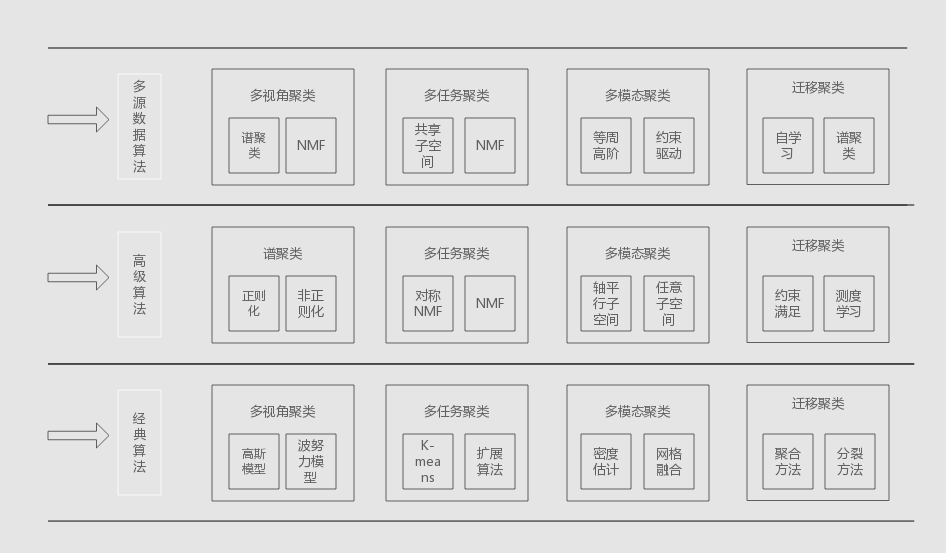 多
源
数
据
算
法
多视角聚类
谱聚
类
NMF
多任务聚类
共享
子空
间
NMF
多模态聚类
等周
高阶
约束
驱动
迁移聚类
自学
习
谱聚
类
高
级
算
法
谱聚类
正则
化
非正
则化
多任务聚类
对称
NMF
NMF
多模态聚类
轴平
行子
空间
任意
子空
间
迁移聚类
约束
满足
测度
学习
经
典
算
法
多视角聚类
高斯
模型
波努
力模
型
多任务聚类
K-
mea
ns
扩展
算法
多模态聚类
密度
估计
网格
融合
迁移聚类
聚合
方法
分裂
方法